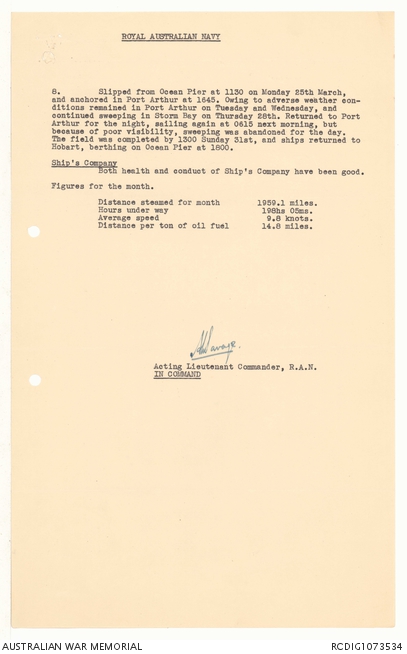 ROYAL AUSTRALIAN NAVY
8. Slipped from Ocean Pier at 1130 on Monday 25th March,
and anchored in Port Arthur at 1645. Owing to adverse weather con-
ditions remained in Port Arthur on Tuesday and Wednesday, and
continued sweeping in Storm Bay on Thursday 28th. Returned to Port
Arthur for the night, sailing again at 0615 next morning, but
because of poor visibility, sweeping was abandoned for the day.
The field was completed by 1300 Sunday 31st, and ships returned to
Hobart, berthing on Ocean Pier at 1800.
Ship's Company
Both health and conduct of Ship's Company have been good.
Figures for the month.
Distance steamed for month 1959.1 miles.
Hours under way 198hs 05ms.
Average speed 9.8 knots.
Distance per ton of oil fuel 14.8 miles.
Savage.
Acting Lieutenant Commander, R.A.N.
IN COMMAND
AUSTRALIAN WAR MEMORIAL RCDIG1073534